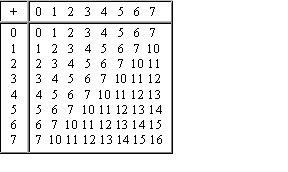 + 0 1 2 3 4 5 6 7
0 0 1 2 3 4 5 6 7
1 1 2 3 4 5 6 7 10
2 2 3 4 5 6 7 10 11
3 3 4 5 6 7 10 11 12
4 4 5 6 7 10 11 12 13
5 5 6 7 10 11 12 13 14
6 6 7 10 11 12 13 14 15
7 7 10 11 12 13 14 15 16